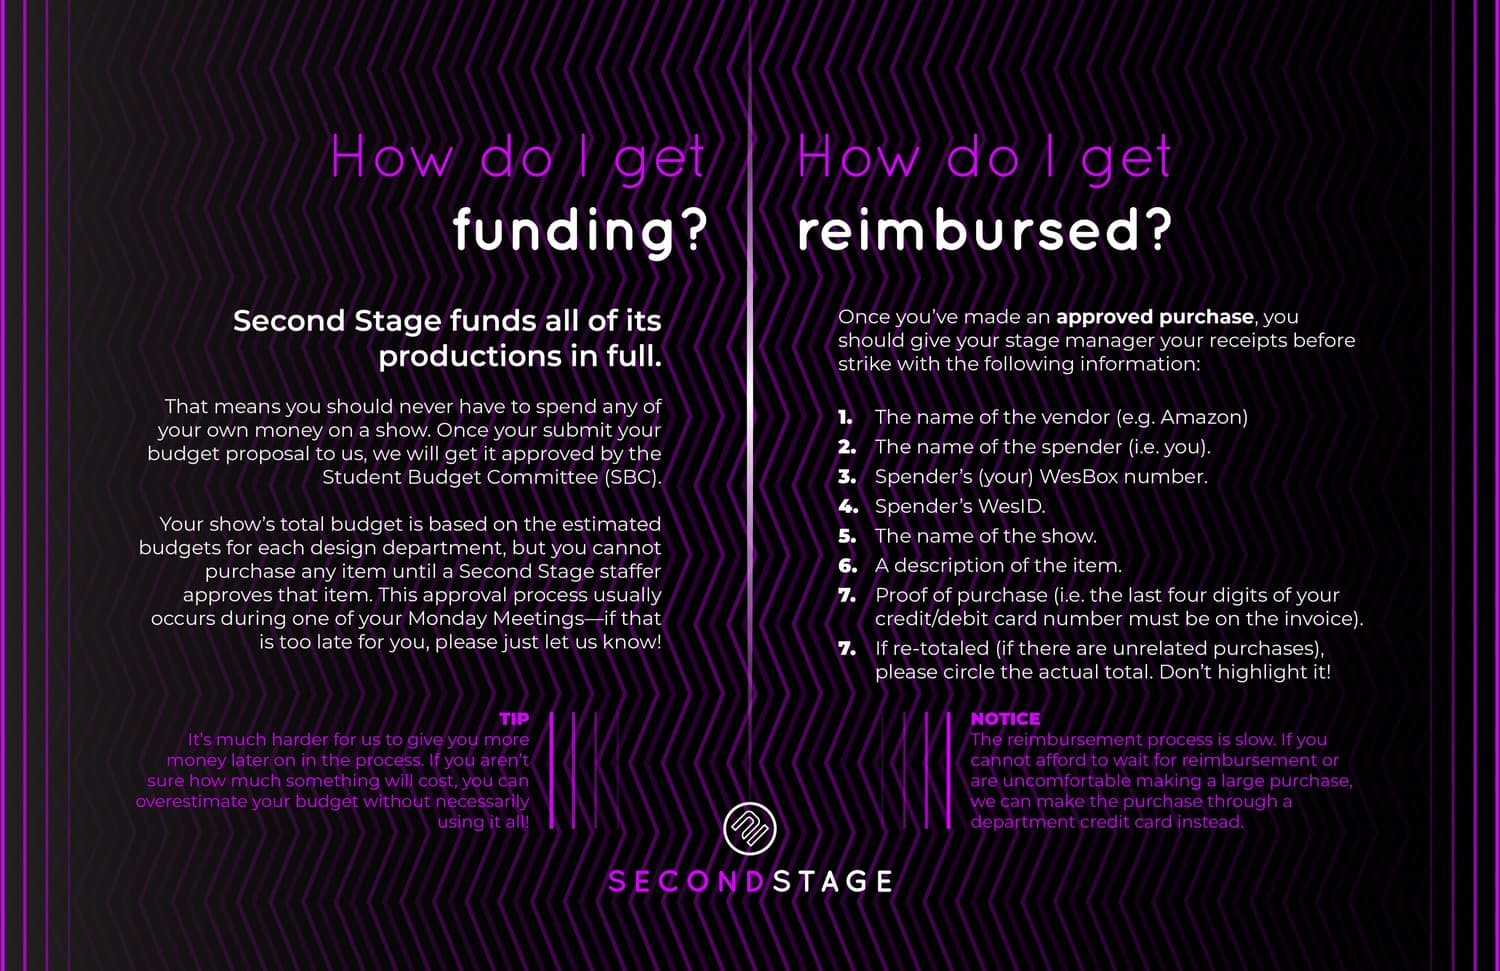 How do I get
funding?
Second Stage funds all of its
productions in full.
That means you should never have to spend any of
your own money on a show. Once your submit your
budget proposal to us, we will get it approved by the
Student Budget Committee (SBC).
Your show's total budget is based on the estimated
budgets for each design department, but you cannot
purchase any item until a Second Stage staffer
approves that item. This approval process usually
occurs during one of your Monday Meetings—if that
is too late for you, please just let us know!
TIP
It's much harder for us to give you more
money later on in the process. If you aren't
sure how much something will cost, you can
overestimate your budget without necessarily
using it all!
How do I get
reimbursed?
Once you've made an approved purchase, you
should give your stage manager your receipts before
strike with the following information:
1. The name of the vendor (e.g. Amazon)
2. The name of the spender (i.e. you).
3. Spender's (your) WesBox number.
4. Spender's WesID.
5. The name of the show.
6. A description of the item.
7. Proof of purchase (i.e. the last four digits of your
credit/debit card number must be on the invoice).
7. If re-totaled (if there are unrelated purchases),
please circle the actual total. Don't highlight it!
NOTICE
The reimbursement process is slow. If you
cannot afford to wait for reimbursement or
are uncomfortable making a large purchase,
we can make the purchase through a
department credit card instead.
SECONDSTAGE